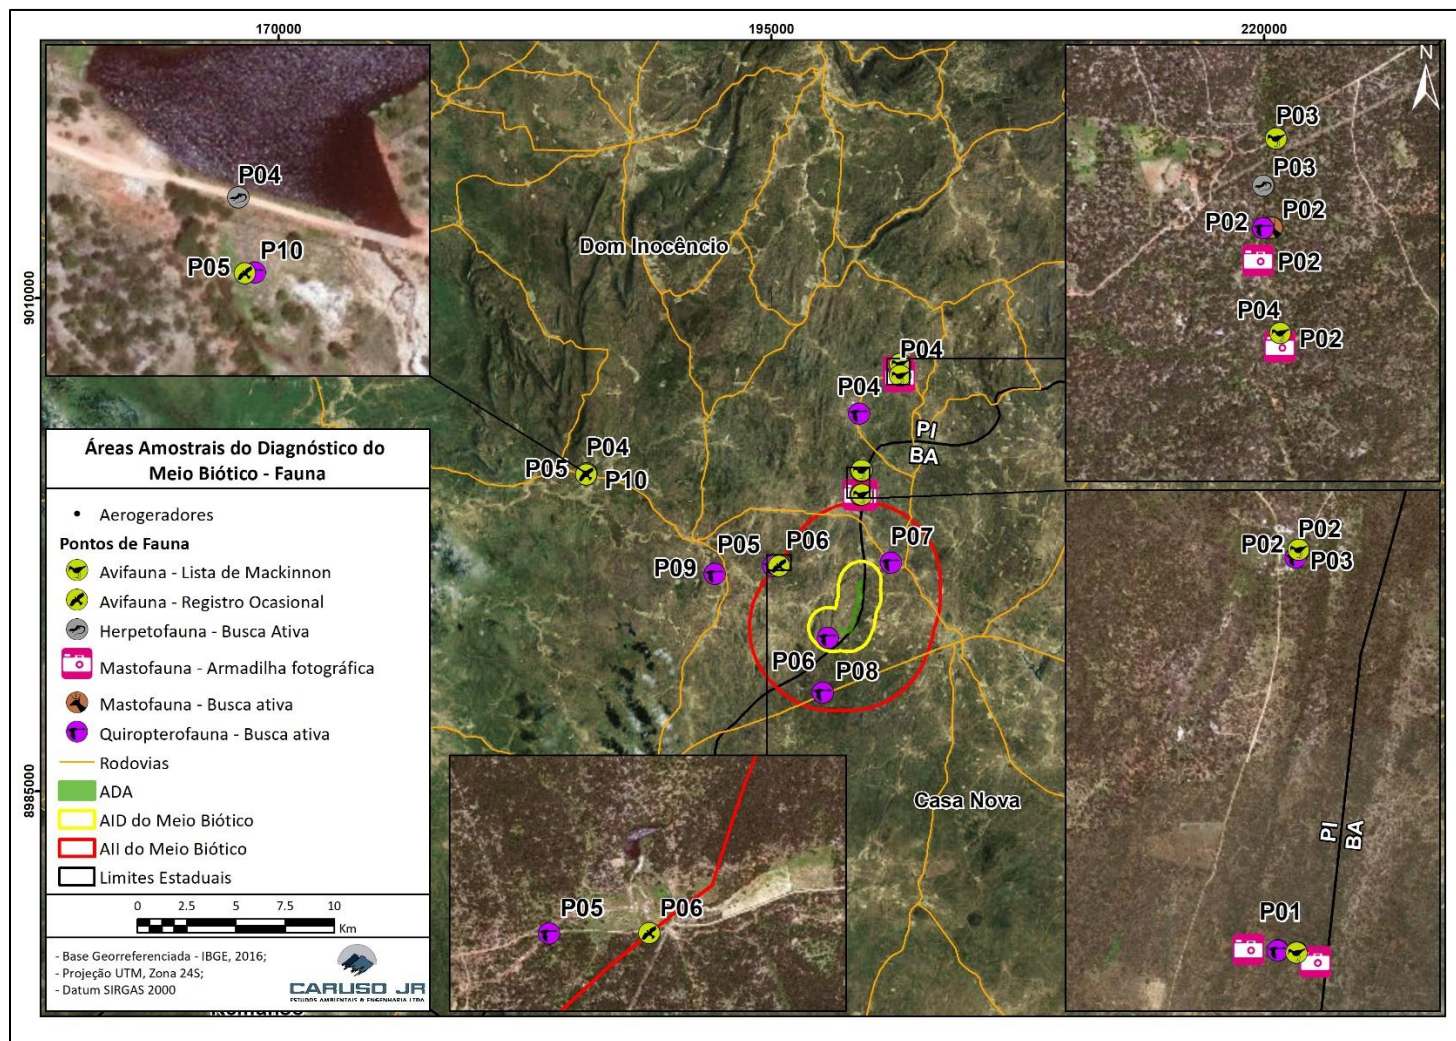 170000
195000
220000
9010000
8985000
N
P04
P05
P10
Dom Inocêncio
P04
P04
PI
BA
P04
P05
P10
P05
P06
P07
P09
P06
P08
Casa Nova
P03
P03
P02
P02
P02
P04
P02
P02
P02
P03
PI
BA
P01
P05
P06
Áreas Amostrais do Diagnóstico do
Meio Biótico - Fauna
Aerogeradores
Pontos de Fauna
Avifauna - Lista de Mackinnon
Avifauna - Registro Ocasional
Herpetofauna - Busca Ativa
Mastofauna - Armadilha fotográfica
Mastofauna - Busca ativa
Quiropterofauna - Busca ativa
Rodovias
ADA
AID do Meio Biótico
AII do Meio Biótico
Limites Estaduais
0 2.5 5 7.5 10
Km
- Base Georreferenciada - IBGE, 2016;
- Projeção UTM, Zona 24S;
- Datum SIRGAS 2000
CARUSO JR
ESTUDOS AMBIENTAIS & ENGENHARIA LTDA